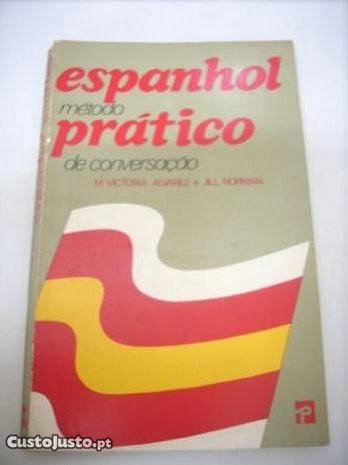 espanhol
método
prático
de conversação
M. VICTORIA ALVAREZ e JILL NORMAN
CustoJusto.pt